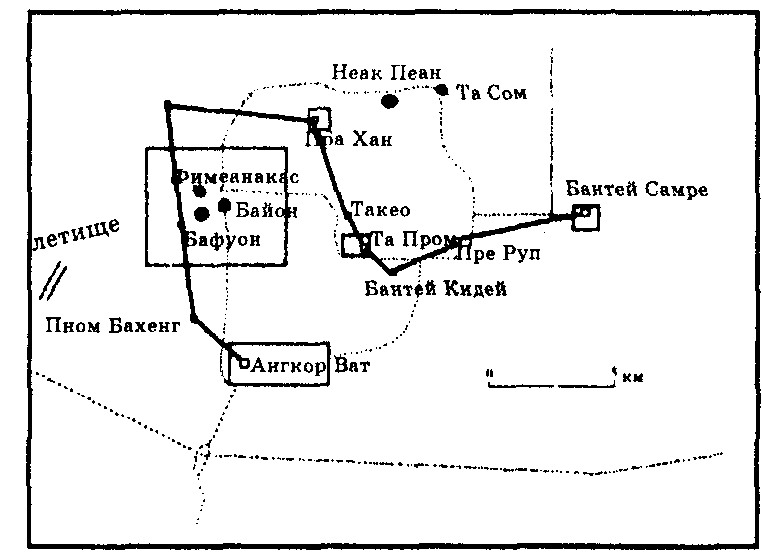 Неак Пеан
Та Сом
Пра Хан
Фимеанакас
Бантей Самре
Байон
Такео
летище
Бафуон
Та Пром
Пре Руп
Бантей Кидей
Пном Бахенг
Ангкор Ват
км